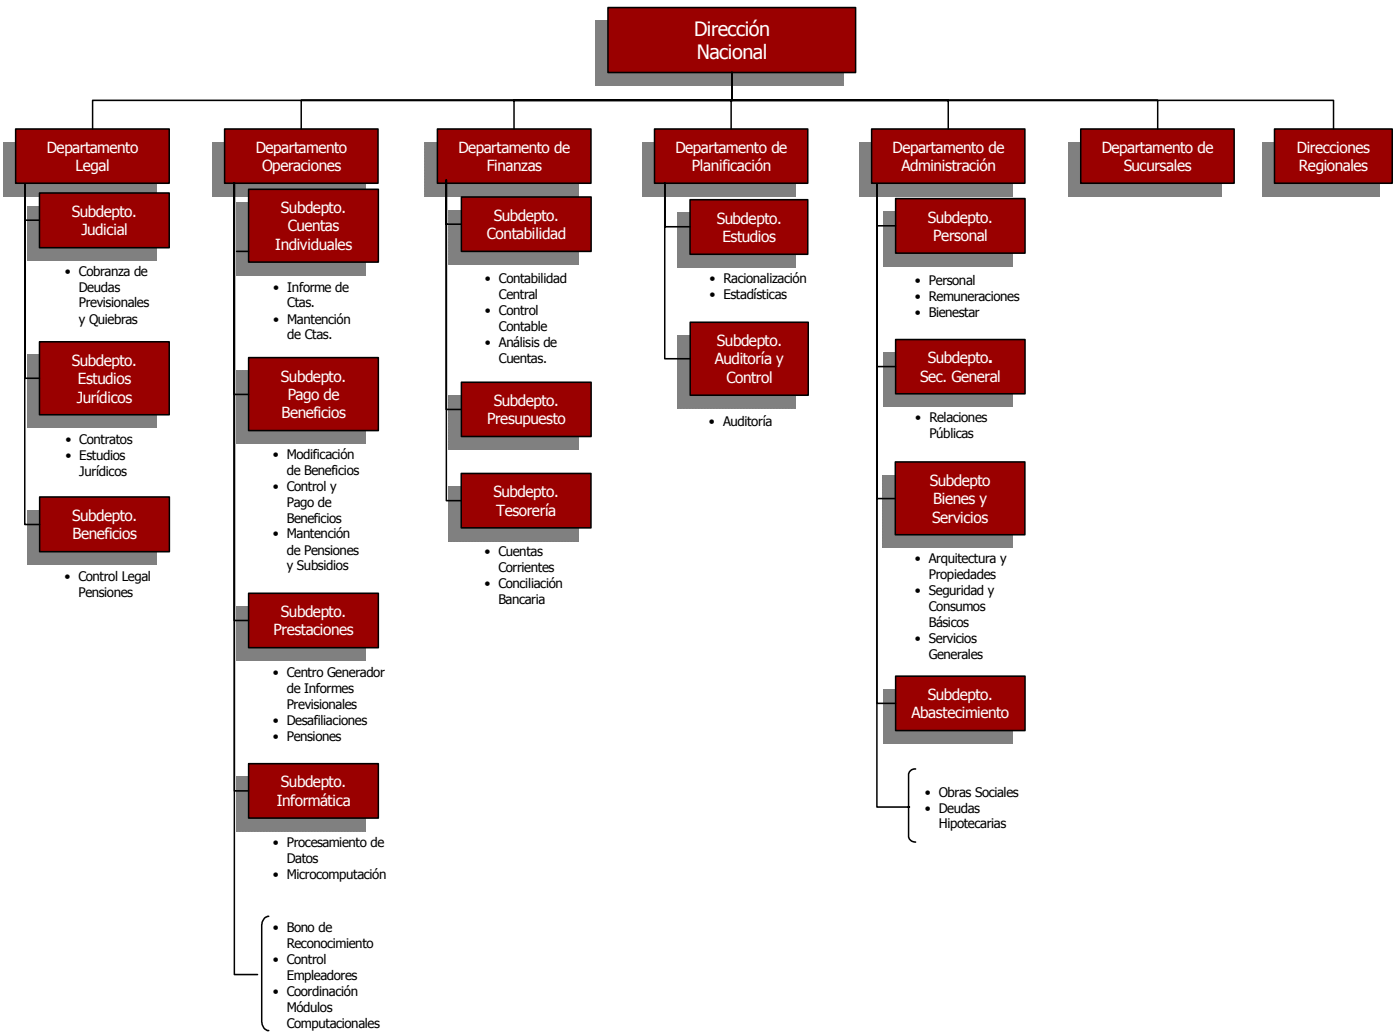 Dirección
Nacional
Departamento
Legal
Subdepto.
Judicial
• Cobranza de
Deudas
Previsionales
y Quiebras
Subdepto.
Estudios
Jurídicos
• Contratos
• Estudios
Jurídicos
Subdepto.
Beneficios
• Control Legal
Pensiones
Departamento
Operaciones
Subdepto.
Cuentas
Individuales
• Informe de
Ctas.
• Mantención
de Ctas.
Subdepto.
Pago de
Beneficios
• Modificación
de Beneficios
• Control y
Pago de
Beneficios
• Mantención
de Pensiones
y Subsidios
Subdepto.
Prestaciones
• Centro Generador
de Informes
Previsionales
• Desafiliaciones
• Pensiones
Subdepto.
Informática
• Procesamiento de
Datos
• Microcomputación
• Bono de
Reconocimiento
• Control
Empleadores
• Coordinación
Módulos
Computacionales
Departamento de
Finanzas
Subdepto.
Contabilidad
• Contabilidad
Central
• Control
Contable
• Análisis de
Cuentas.
Subdepto.
Presupuesto
Subdepto.
Tesorería
• Cuentas
Corrientes
• Conciliación
Bancaria
Departamento de
Planificación
Subdepto.
Estudios
• Racionalización
• Estadísticas
Subdepto.
Auditoría y
Control
• Auditoría
Departamento de
Administración
Subdepto.
Personal
• Personal
• Remuneraciones
• Bienestar
Subdepto.
Sec. General
• Relaciones
Públicas
Subdepto
Bienes y
Servicios
• Arquitectura y
Propiedades
• Seguridad y
Consumos
Básicos
• Servicios
Generales
Subdepto.
Abastecimiento
• Obras Sociales
• Deudas
Hipotecarias
Departamento de
Sucursales
Direcciones
Regionales